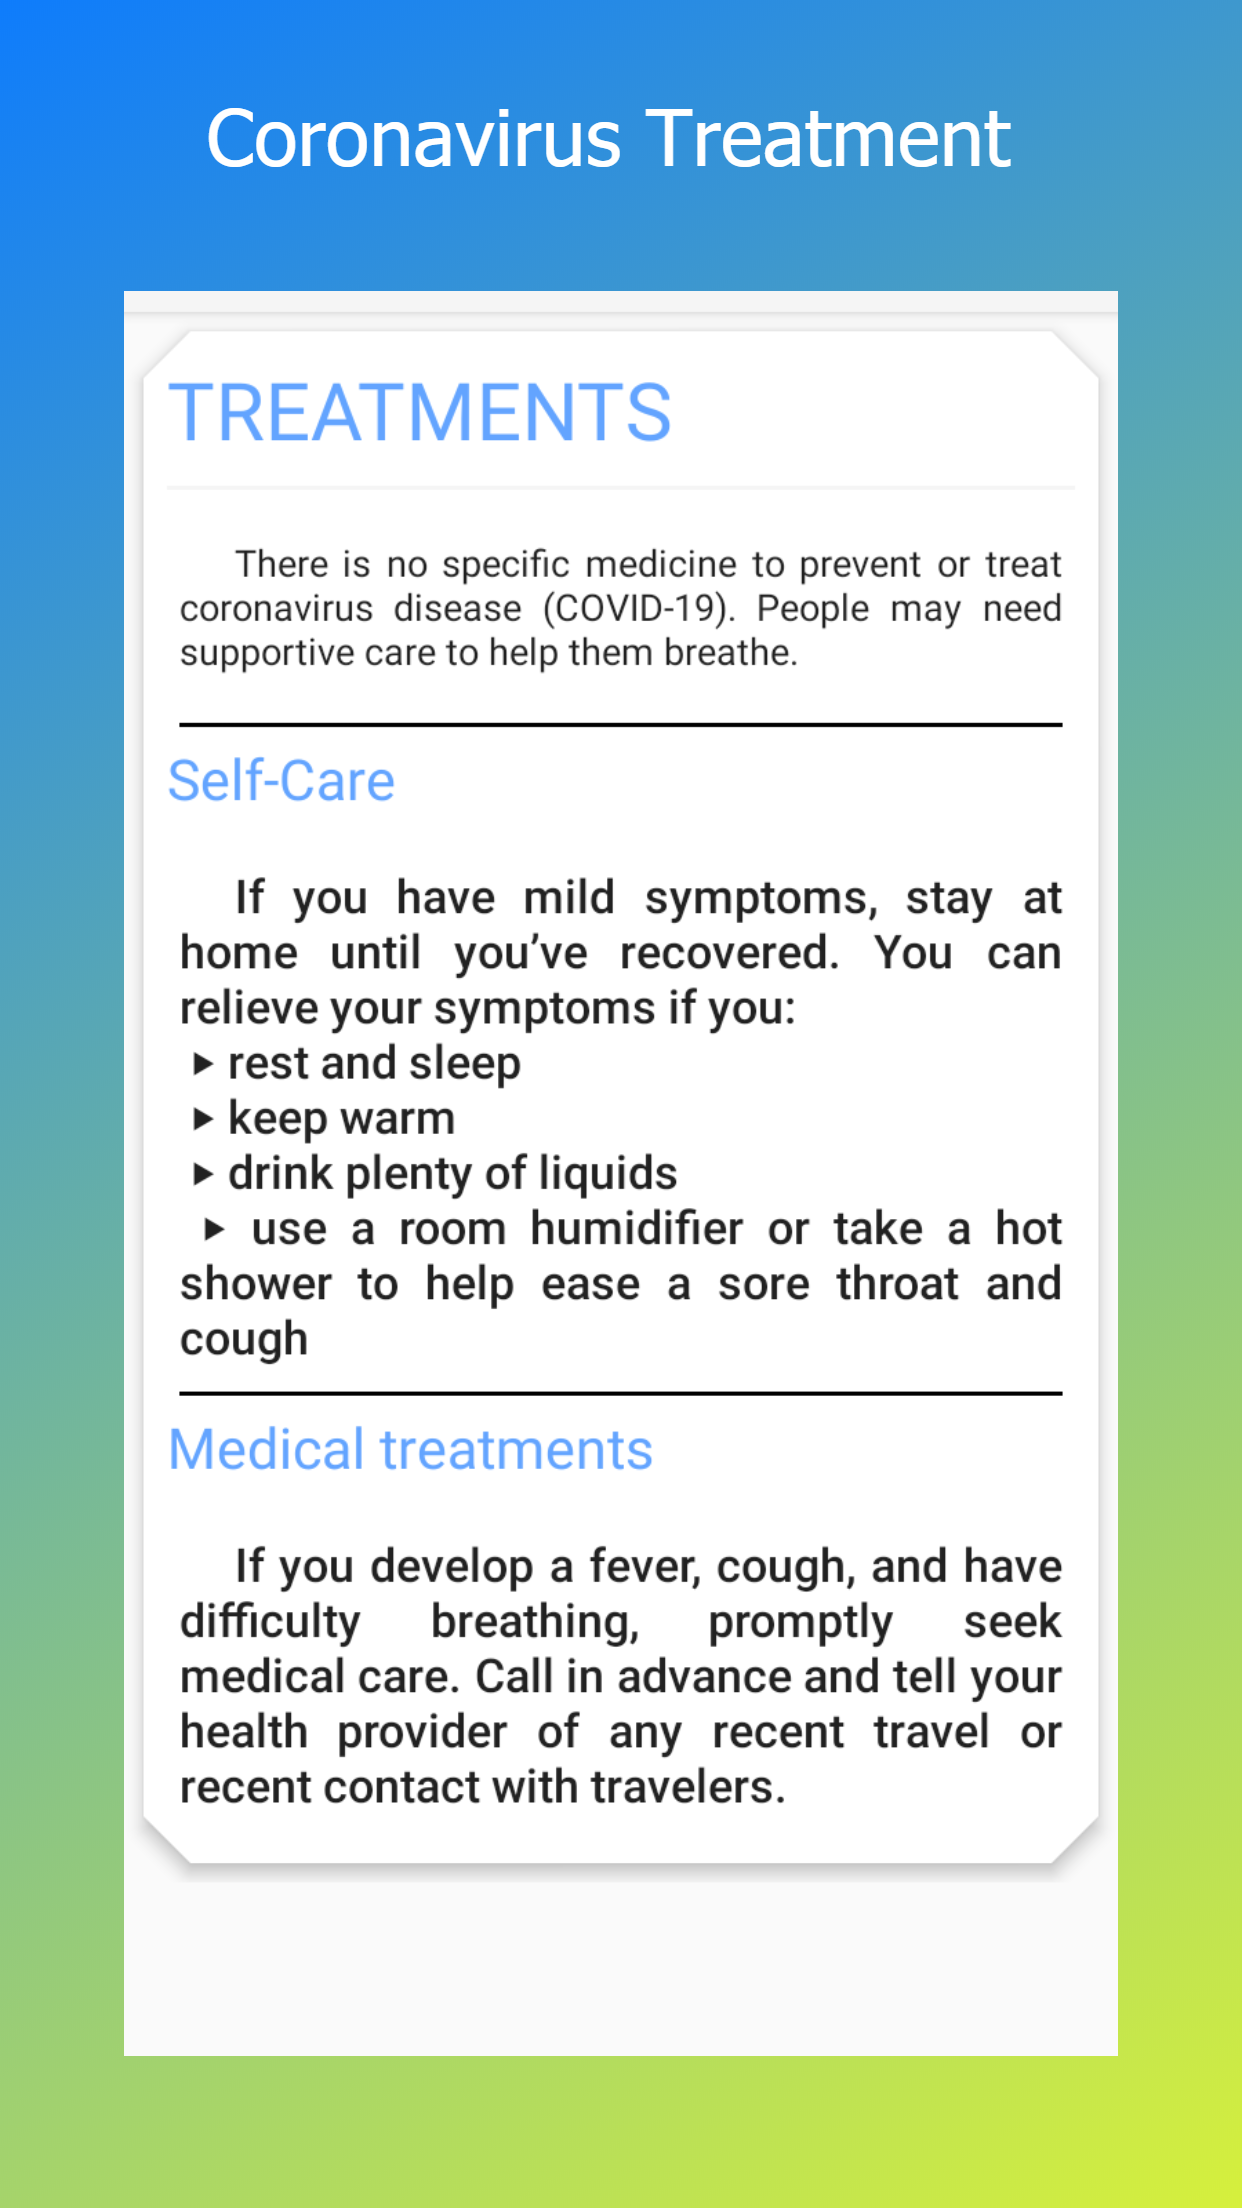 Coronavirus Treatment
TREATMENTS
There is no specific medicine to prevent or treat
coronavirus disease (COVID-19). People may need
supportive care to help them breathe.
Self-Care
If you have mild symptoms, stay at
home until you’ve recovered. You can
relieve your symptoms if you:
▶ rest and sleep
▶ keep warm
▶ drink plenty of liquids
▶ use a room humidifier or take a hot
shower to help ease a sore throat and
cough
Medical treatments
If you develop a fever, cough, and have
difficulty breathing, promptly seek
medical care. Call in advance and tell your
health provider of any recent travel or
recent contact with travelers.